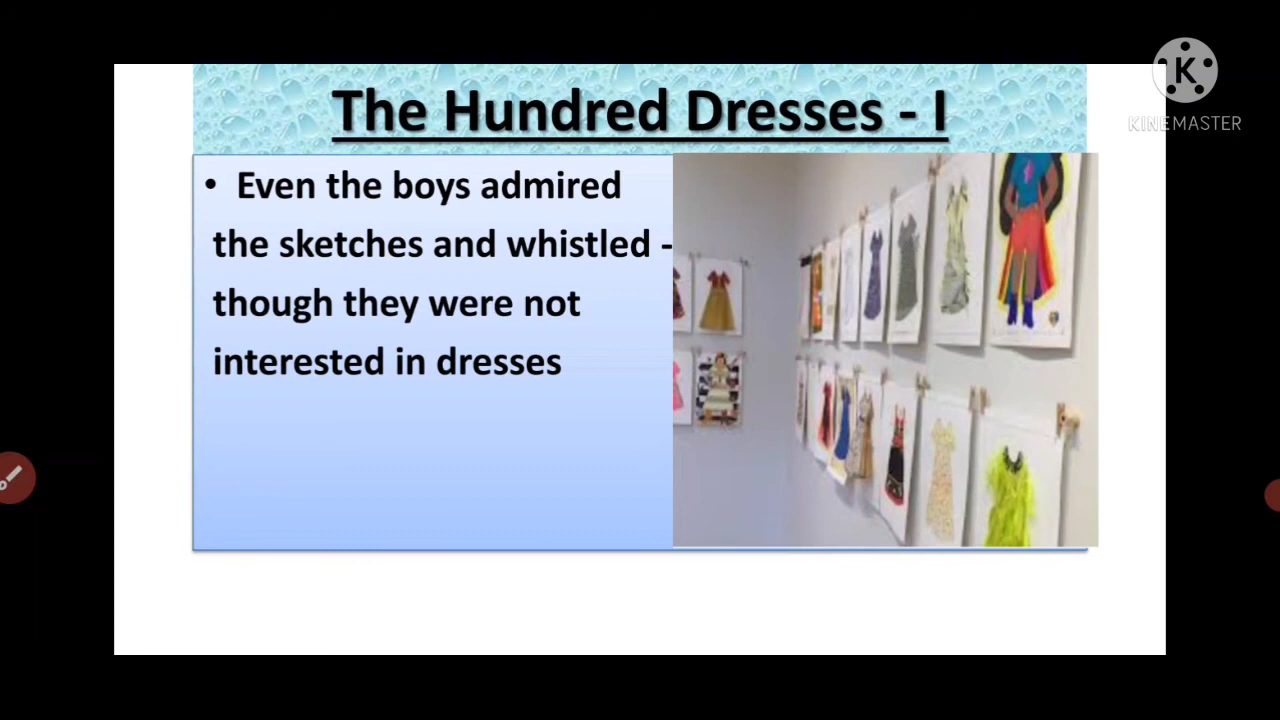 The Hundred Dresses - I
• Even the boys admired
the sketches and whistled -
though they were not
interested in dresses
K
KINEMASTER